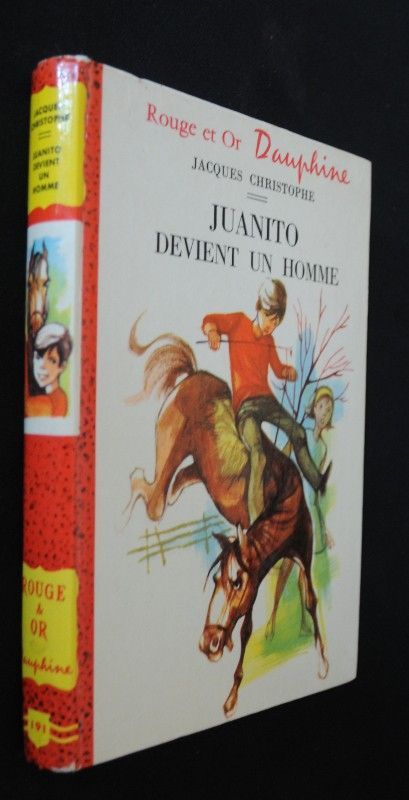 JACQUES
CHRISTOPHE
JUANITO
DEVIENT
UN
HOMME
ROUGE
&
OR
Dauphine
191
Rouge et Or Dauphine
JACQUES CHRISTOPHE
JUANITO
DEVIENT UN HOMME